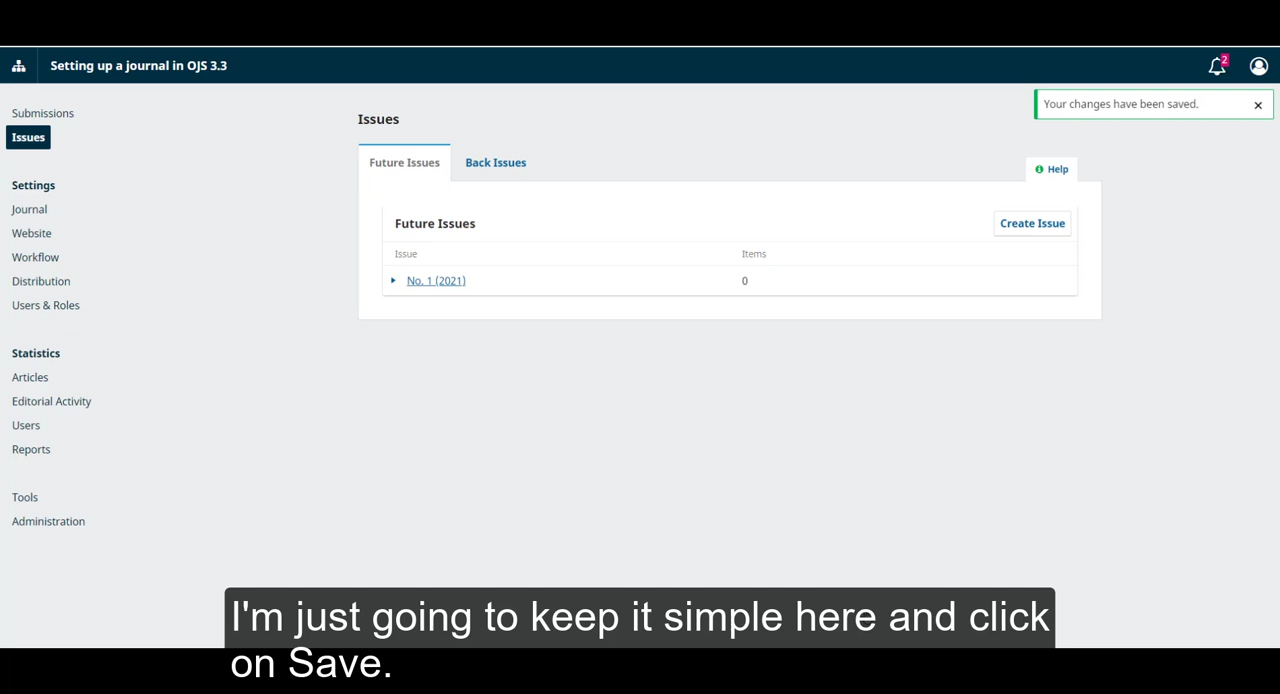 Setting up a journal in OJS 3.3
2
Your changes have been saved.
Submissions
Issues
Settings
Journal
Website
Workflow
Distribution
Users & Roles
Statistics
Articles
Editorial Activity
Users
Reports
Tools
Administration
Issues
Future Issues Back Issues
Help
Future Issues Create Issue
Issue Items
No. 1 (2021) 0
I'm just going to keep it simple here and click
on Save.